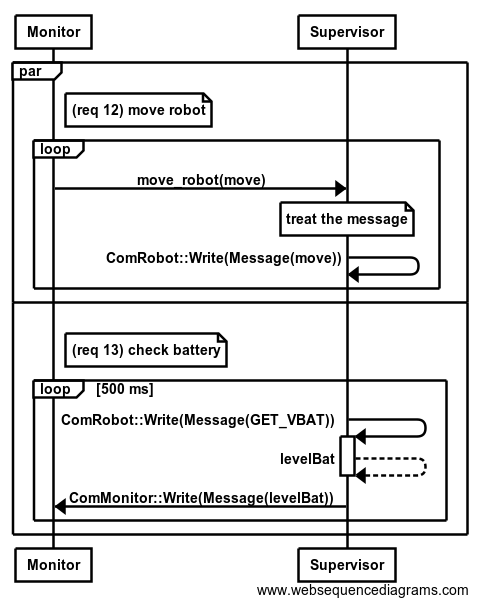 Monitor
Supervisor
par
(req 12) move robot
loop
move_robot(move)
treat the message
ComRobot::Write(Message(move))
(req 13) check battery
loop
[500 ms]
ComRobot::Write(Message(GET_VBAT))
levelBat
ComMonitor::Write(Message(levelBat))
Monitor
Supervisor
www.websequencediagrams.com